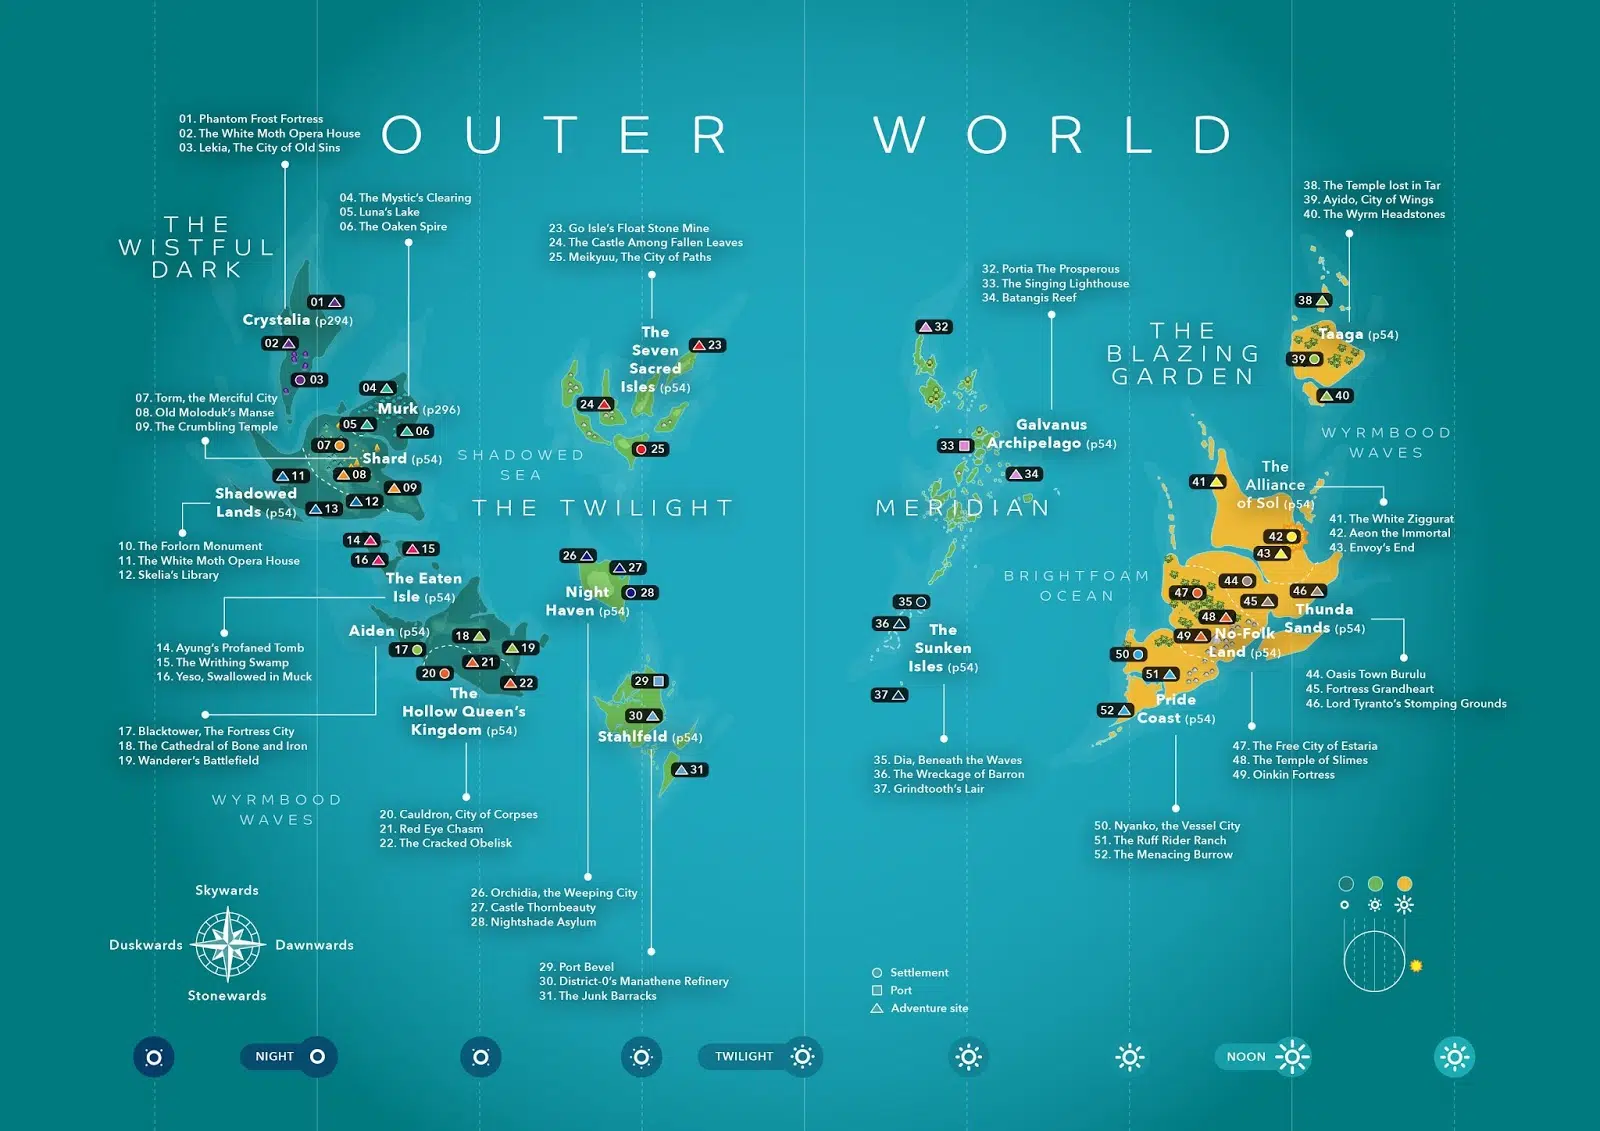 OUTER WORLD
01. Phantom Frost Fortress
02. The White Moth Opera House
03. Lekia, The City of Old Sins
04. The Mystic's Clearing
05. Luna's Lake
06. The Oaken Spire
THE
WISTFUL
DARK
23. Go Isle's Float Stone Mine
24. The Castle Among Fallen Leaves
25. Meikyuu, The City of Paths
32. Portia The Prosperous
33. The Singing Lighthouse
34. Batangis Reef
38. The Temple lost in Tar
39. Ayido, City of Wings
40. The Wyrm Headstones
01
Crystalia (p294)
02
03
04
Murk (p296)
05
06
07. Torm, the Merciful City
08. Old Moloduk's Manse
09. The Crumbling Temple
07
Shard (p54)
08
09
11
Shadowed
Lands (p54)
12
13
10. The Forlorn Monument
11. The White Moth Opera House
12. Skelia's Library
14
15
16
The Eaten
Isle (p54)
14. Ayung's Profaned Tomb
15. The Writhing Swamp
16. Yeso, Swallowed in Muck
Aiden (p54)
17
18
19
20
21
22
The
Hollow Queen's
Kingdom (p54)
17. Blacktower, The Fortress City
18. The Cathedral of Bone and Iron
19. Wanderer's Battlefield
WYRMBOOD
WAVES
20. Cauldron, City of Corpses
21. Red Eye Chasm
22. The Cracked Obelisk
The
Seven
Sacred
Isles (p54)
23
24
25
SHADOWED
SEA
THE TWILIGHT
26
27
28
Night
Haven (p54)
29
30
Stahlfeld (p54)
31
26. Orchidia, the Weeping City
27. Castle Thornbeauty
28. Nightshade Asylum
29. Port Bevel
30. District-0's Manathene Refinery
31. The Junk Barracks
32
Galvanus
Archipelago (p54)
33
34
MERIDIAN
BRIGHTFOAM
OCEAN
35
36
The
Sunken
Isles (p54)
37
35. Dia, Beneath the Waves
36. The Wreckage of Barron
37. Grindtooth's Lair
THE
BLAZING
GARDEN
38
Taaga (p54)
39
40
WYRMBOOD
WAVES
The
Alliance
of Sol (p54)
41
42
43
41. The White Ziggurat
42. Aeon the Immortal
43. Envoy's End
44
45
46
47
48
49
Thunda
Sands (p54)
No-Folk
Land (p54)
50
51
52
Pride
Coast (p54)
44. Oasis Town Burulu
45. Fortress Grandheart
46. Lord Tyranto's Stomping Grounds
47. The Free City of Estaria
48. The Temple of Slimes
49. Oinkin Fortress
50. Nyanko, the Vessel City
51. The Ruff Rider Ranch
52. The Menacing Burrow
Skywards
Duskwards
Dawnwards
Stonewards
Settlement
Port
Adventure site
NIGHT
TWILIGHT
NOON